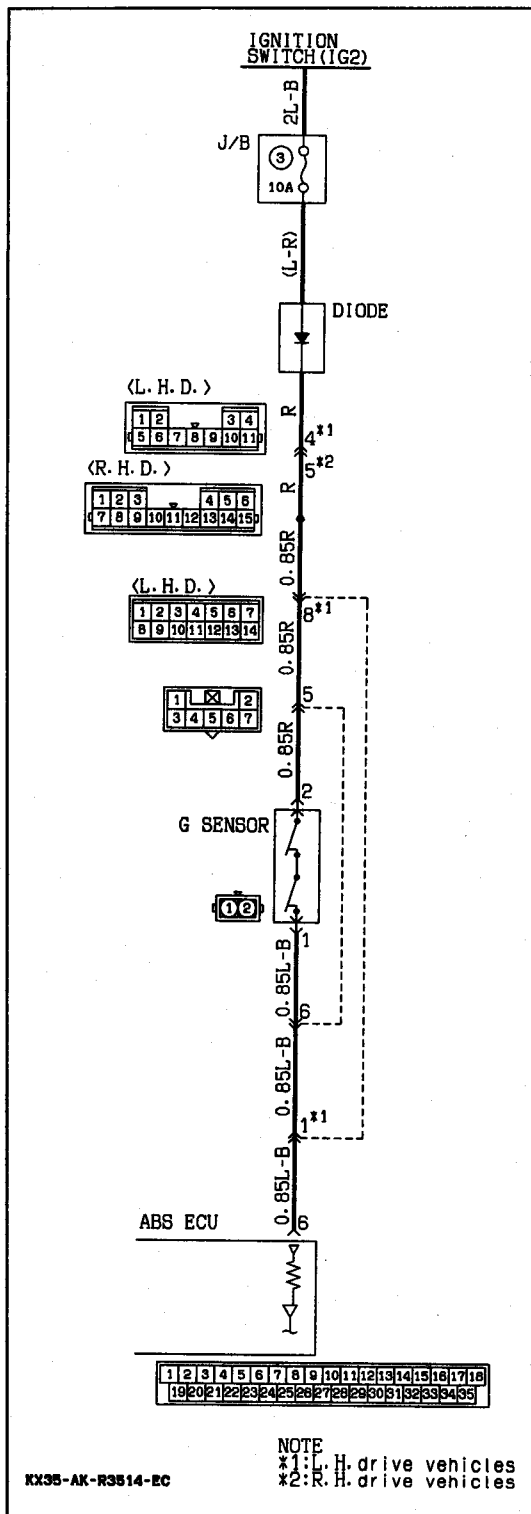 IGNITION
SWITCH(IG2)
2L-B
J/B
3
10A
(L-R)
DIODE
<L. H. D. >
1 2 3 4
5 6 7 8 9 10 11
R
4*1
5*2
<R. H. D. >
1 2 3 4 5 6
7 8 9 10 11 12 13 14 15
R
0. 85R
<L. H. D. >
1 2 3 4 5 6 7
8 9 10 11 12 13 14
8*1
0. 85R
5
1 2
3 4 5 6 7
0. 85R
2
G SENSOR
1 2
1
0. 85L-B
6
0. 85L-B
1*1
0. 85L-B
6
ABS ECU
1 2 3 4 5 6 7 8 9 10 11 12 13 14 15 16 17 18
19 20 21 22 23 24 25 26 27 28 29 30 31 32 33 34 35
NOTE
*1:L. H. drive vehicles
*2:R. H. drive vehicles
KX35-AK-R3514-EC